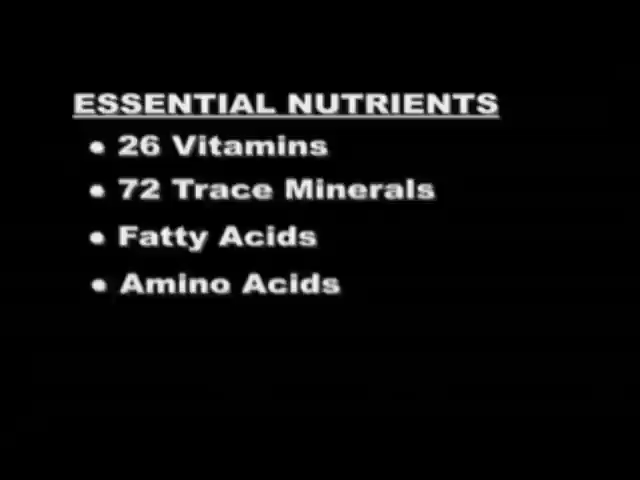 ESSENTIAL NUTRIENTS
• 26 Vitamins
• 72 Trace Minerals
• Fatty Acids
• Amino Acids